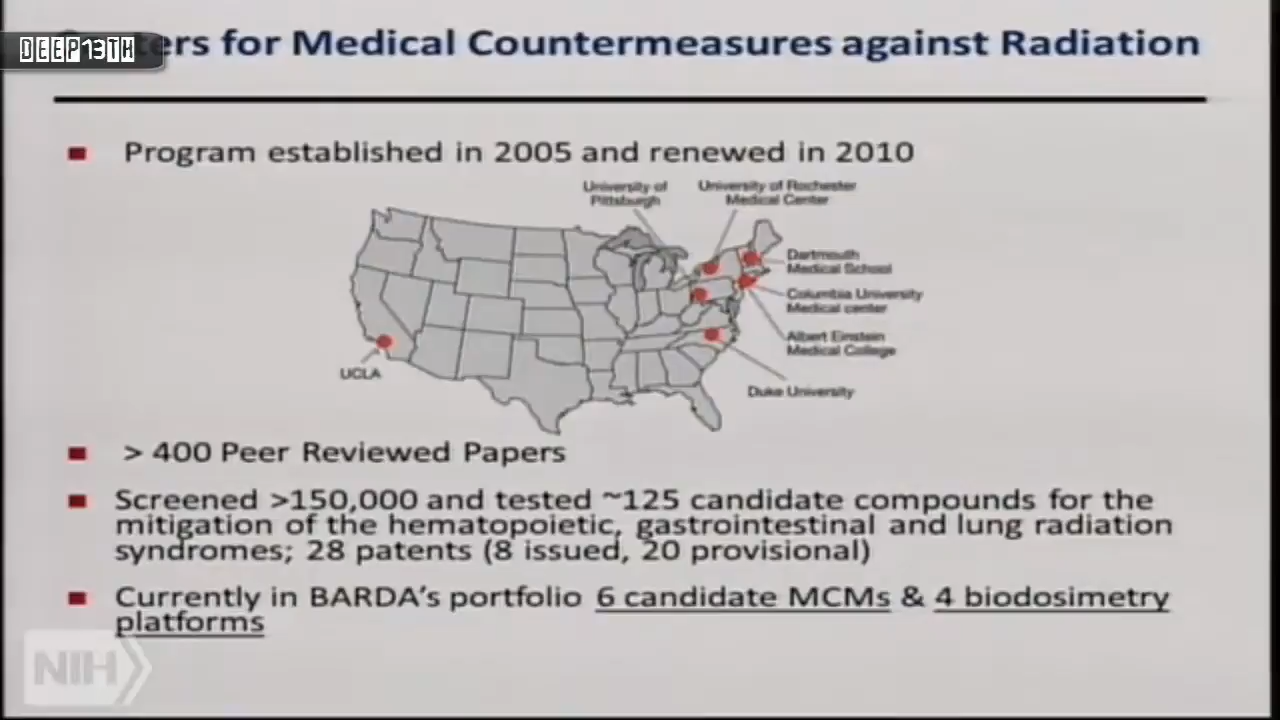 DEEP13TH
ers for Medical Countermeasures against Radiation
Program established in 2005 and renewed in 2010
University of
Pittsburgh
University of Rochester
Medical Center
Dartmouth
Medical School
Columbia University
Medical center
Albert Einstein
Medical College
UCLA
Duke University
> 400 Peer Reviewed Papers
Screened >150,000 and tested ~125 candidate compounds for the
mitigation of the hematopoietic, gastrointestinal and lung radiation
syndromes; 28 patents (8 issued, 20 provisional)
Currently in BARDA's portfolio 6 candidate MCMs & 4 biodosimetry
platforms
NIH